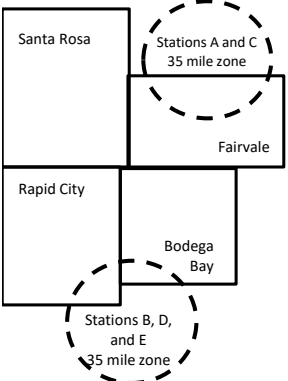 Santa Rosa
Stations A and C
35 mile zone
Fairvale
Rapid City
Bodega
Bay
Stations B, D,
and E
35 mile zone